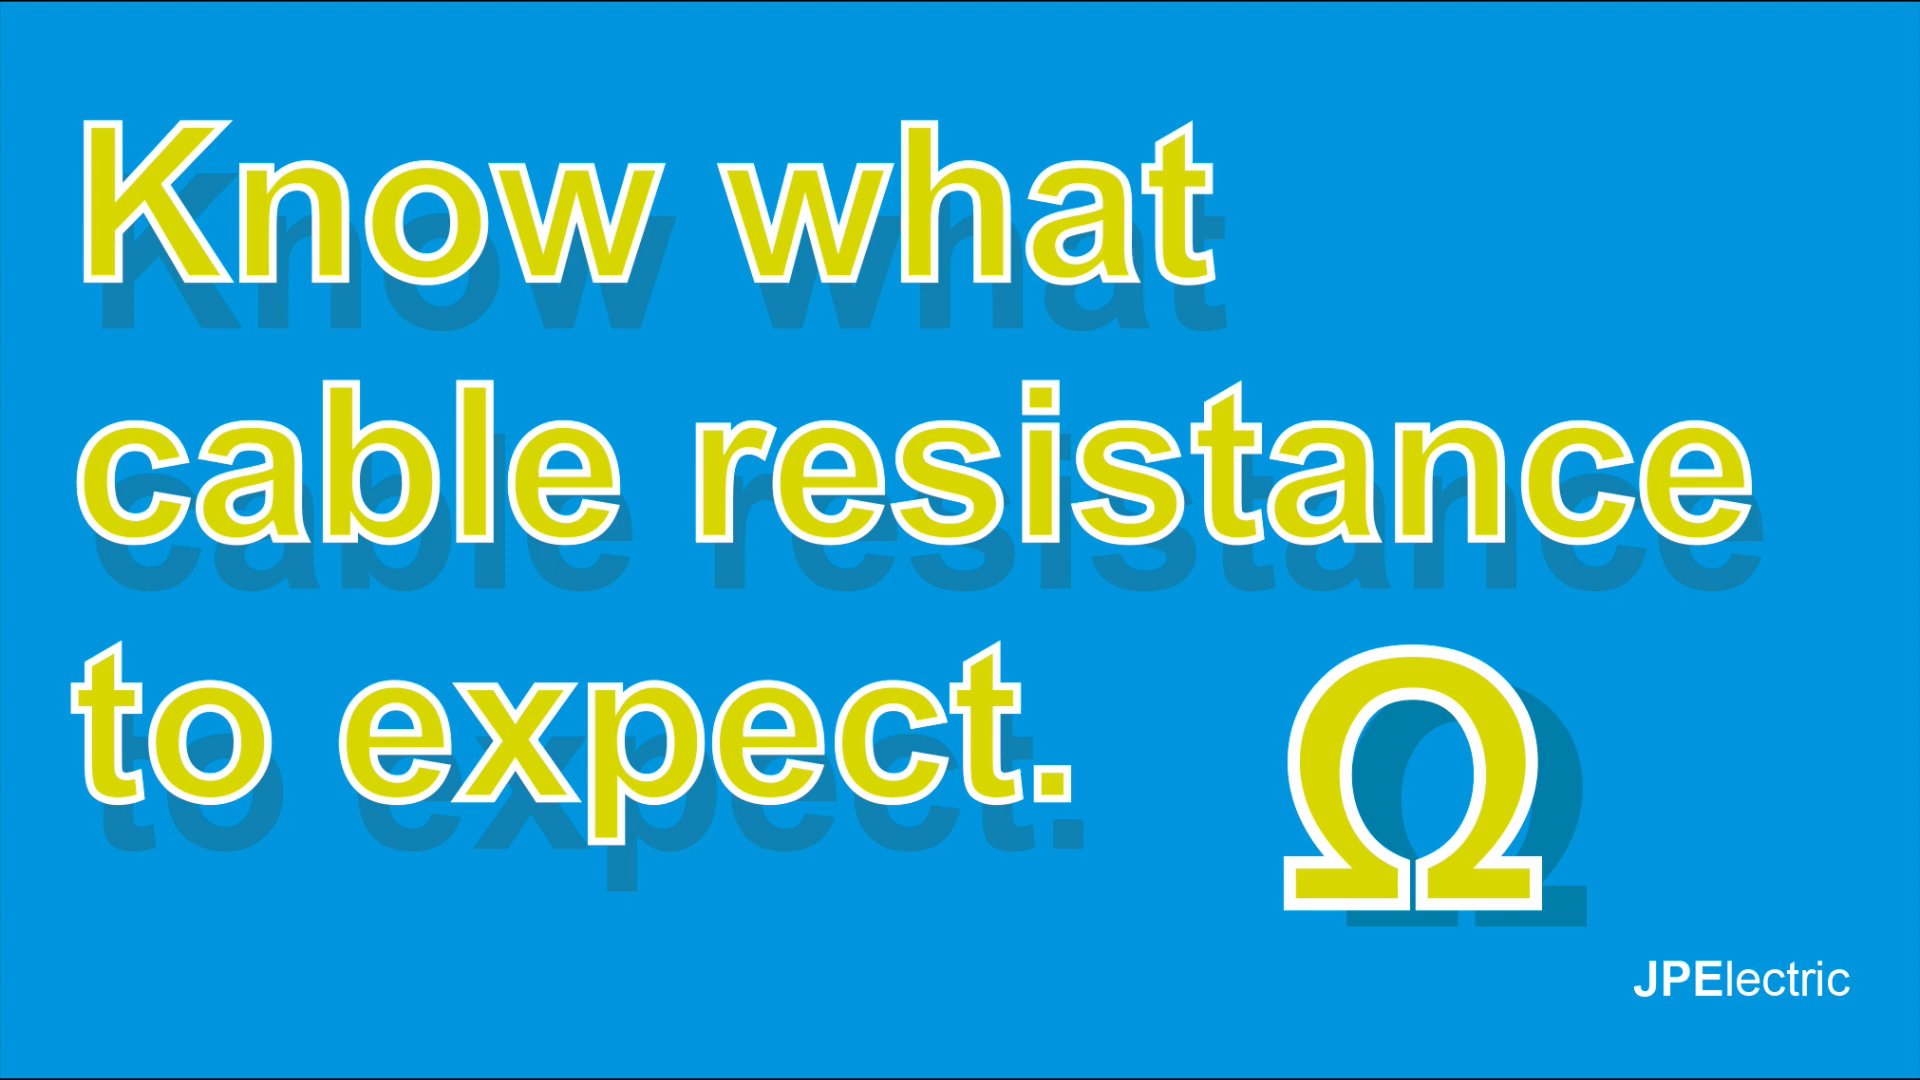 Know what
cable resistance
to expect.
Ω
JPElectric